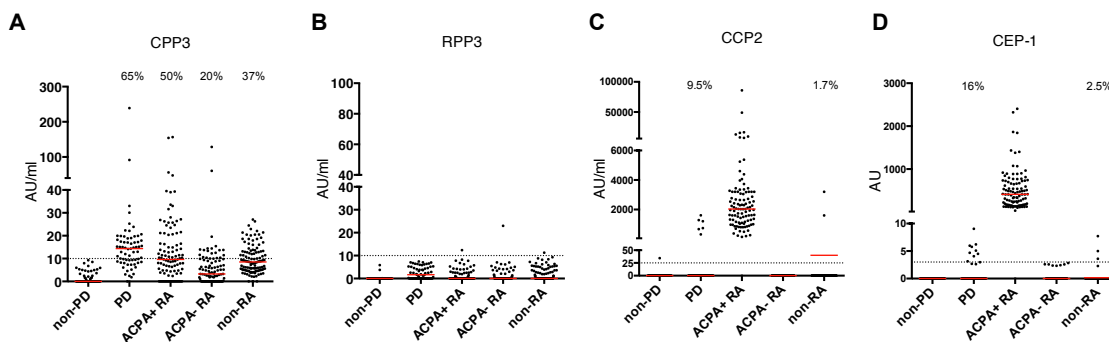 A
CPP3
65% 50% 20% 37%
AU/ml
300
200
100
40
30
20
10
0
non-PD
PD
ACPA+ RA
ACPA- RA
non-RA
B
RPP3
AU/ml
100
80
60
40
40
30
20
10
0
non-PD
PD
ACPA+ RA
ACPA- RA
non-RA
C
CCP2
9.5% 1.7%
AU/ml
100000
50000
6000
4000
2000
50
25
0
non-PD
PD
ACPA+ RA
ACPA- RA
non-RA
D
CEP-1
16% 2.5%
AU
3000
2000
1000
10
5
0
non-PD
PD
ACPA+ RA
ACPA- RA
non-RA